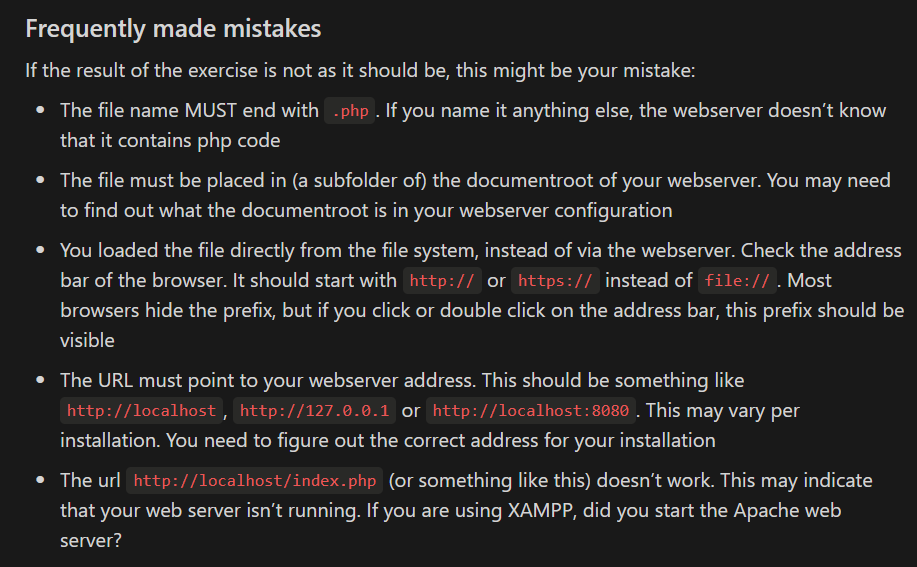 Frequently made mistakes
If the result of the exercise is not as it should be, this might be your mistake:
• The file name MUST end with .php. If you name it anything else, the webserver doesn’t know
that it contains php code
• The file must be placed in (a subfolder of) the documentroot of your webserver. You may need
to find out what the documentroot is in your webserver configuration
• You loaded the file directly from the file system, instead of via the webserver. Check the address
bar of the browser. It should start with http:// or https:// instead of file://. Most
browsers hide the prefix, but if you click or double click on the address bar, this prefix should be
visible
• The URL must point to your webserver address. This should be something like
http://localhost, http://127.0.0.1 or http://localhost:8080. This may vary per
installation. You need to figure out the correct address for your installation
• The url http://localhost/index.php (or something like this) doesn’t work. This may indicate
that your web server isn’t running. If you are using XAMPP, did you start the Apache web
server?